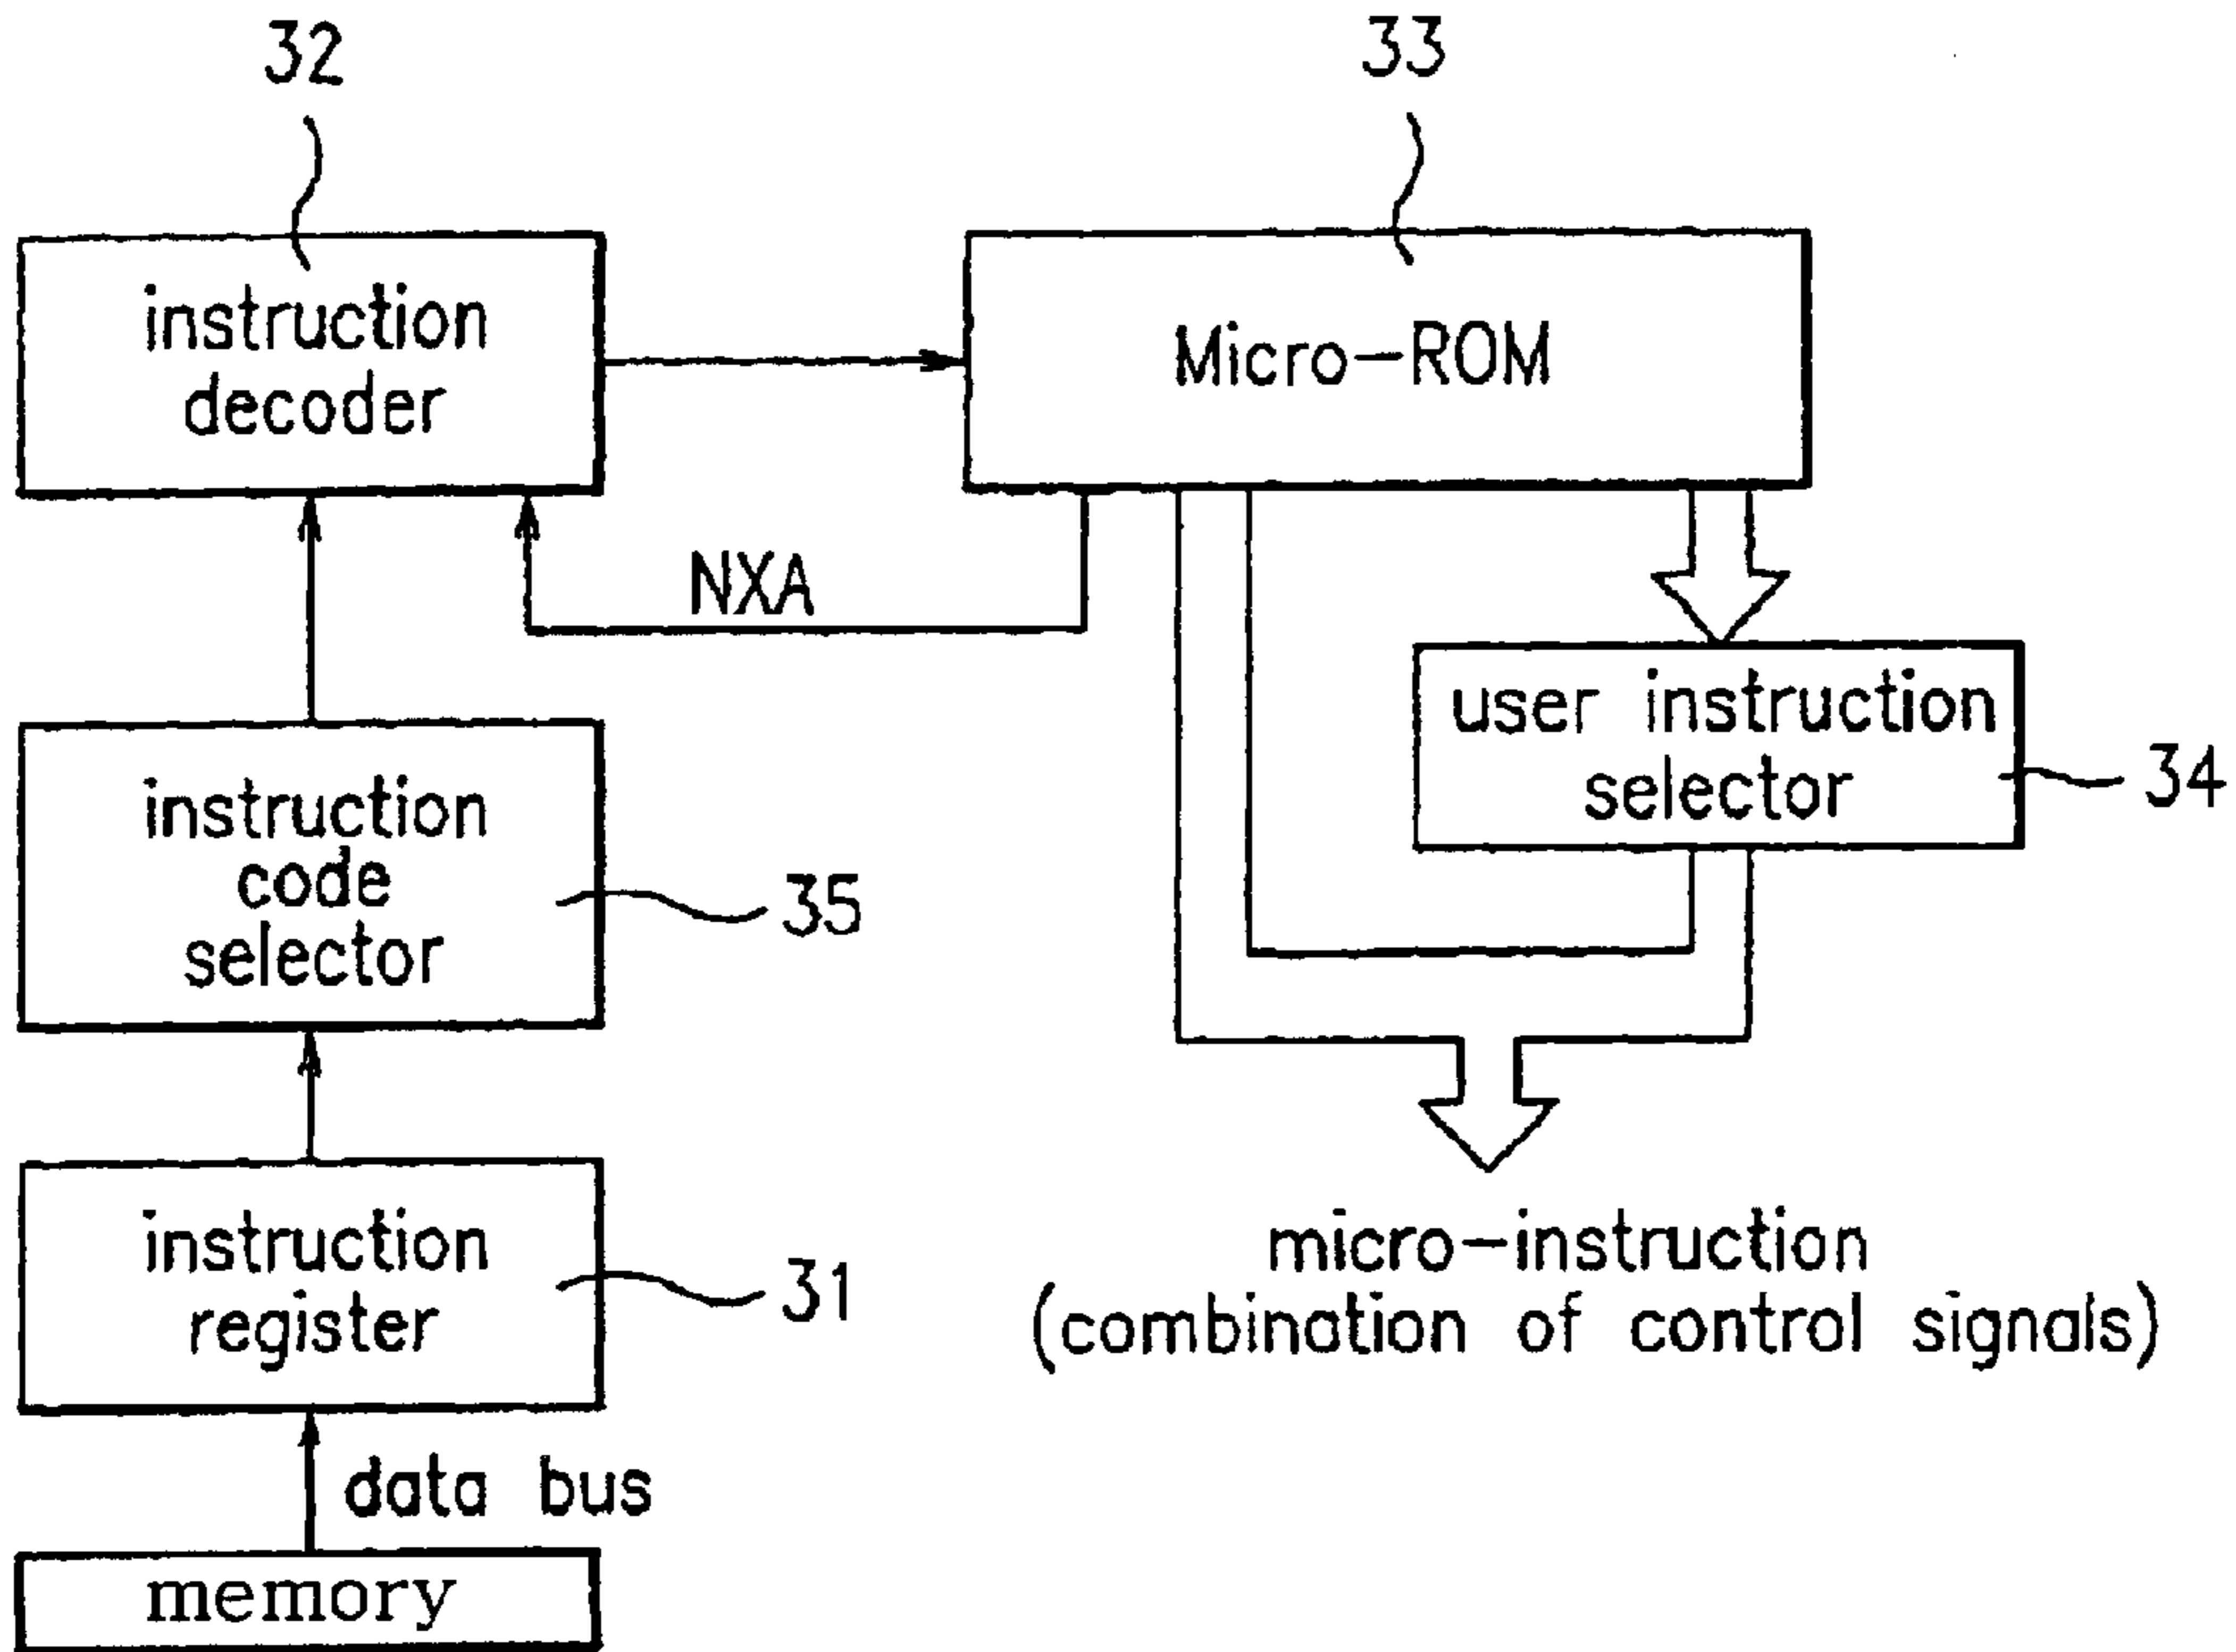 32
33
instruction
decoder
Micro-ROM
NXA
user instruction
selector
34
instruction
code
selector
35
instruction
register
31
micro-instruction
(combination of control signals)
data bus
memory